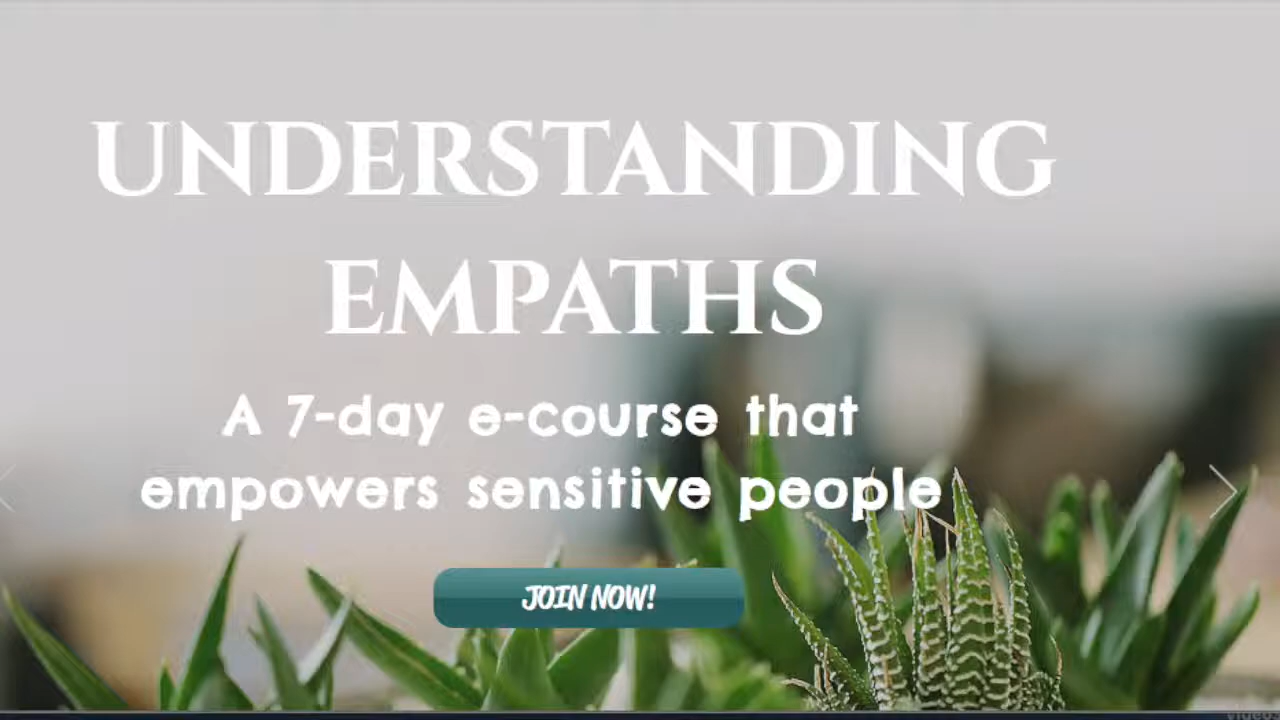 UNDERSTANDING
EMPATHS
A 7-day e-course that
empowers sensitive people
JOIN NOW!